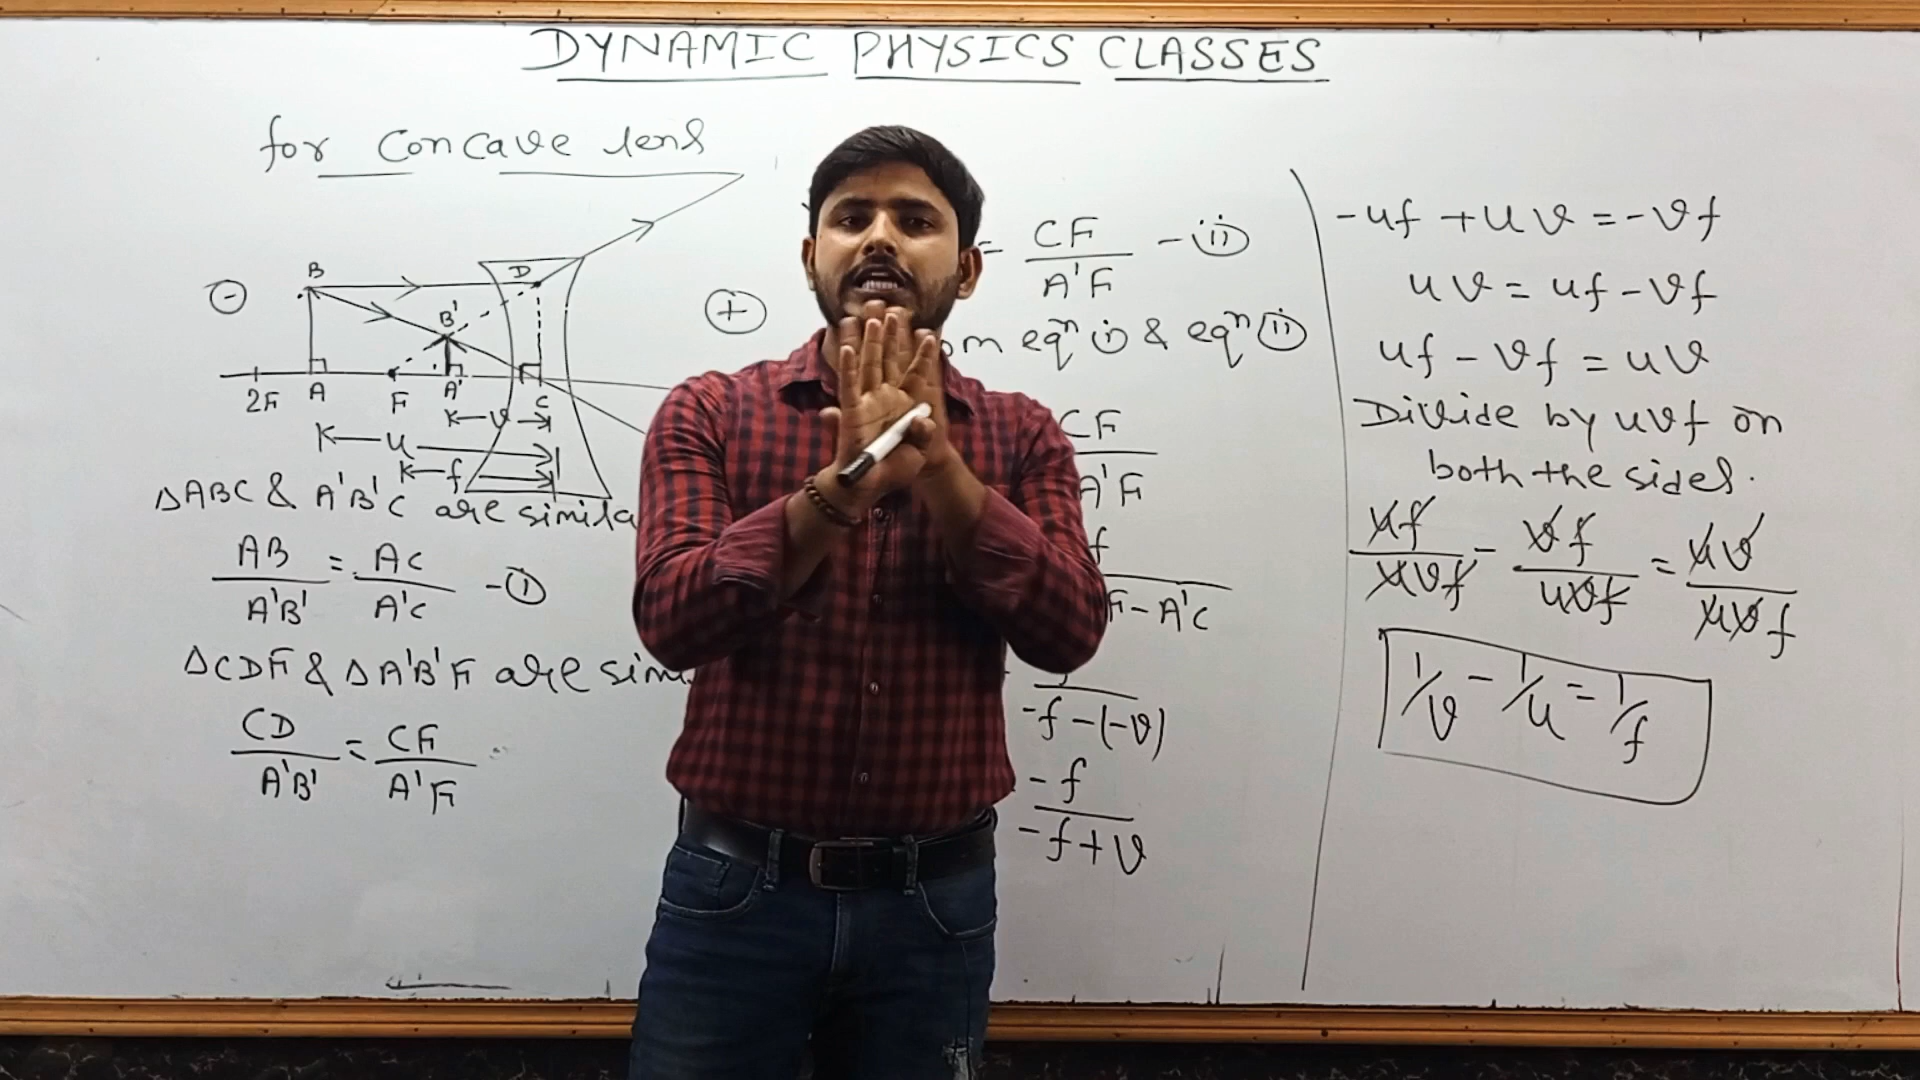 DYNAMIC PHYSICS CLASSES
for Concave lens
B
D
B'
⊖
⊕
2F A F A' C
v
u
f
ΔABC & A'B'C are simila
AB/A'B' = AC/A'C -①
ΔCDF & ΔA'B'F are sim
CD/A'B' = CF/A'F
= CF/A'F -(ii)
om eqn (i) & eqn (ii)
CF
A'F
f
F-A'C
-f-(-v)
-f/-f+v
-uf+uv=-vf
uv=uf-vf
uf-vf=uv
Divide by uvf on
both the sides.
uf/uvf - vf/uvf = uv/uvf
1/v - 1/u = 1/f